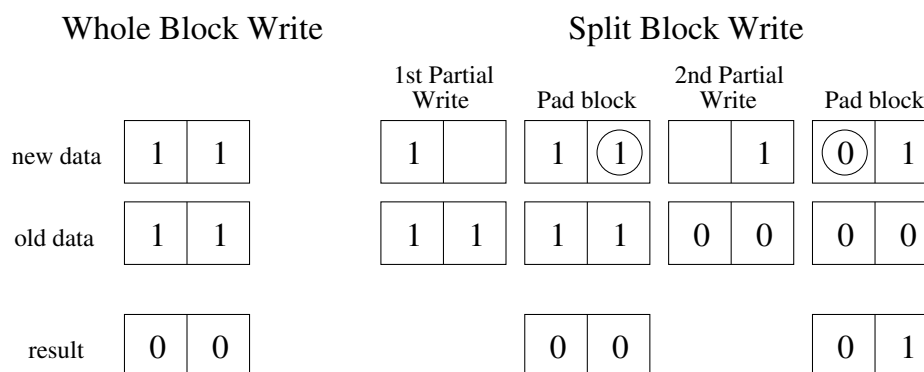 Whole Block Write Split Block Write
1st Partial Write Pad block 2nd Partial Write Pad block
new data 1 1 1 1 1 1 0 1
old data 1 1 1 1 1 1 0 0 0 0
result 0 0 0 0 0 1